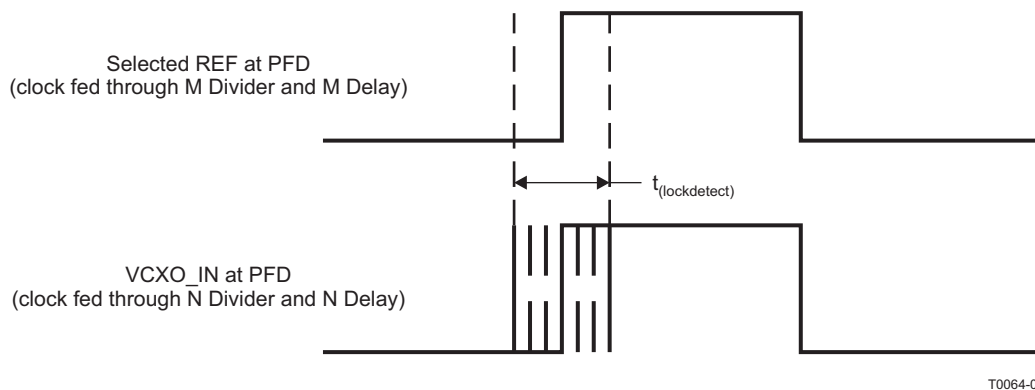 Selected REF at PFD
(clock fed through M Divider and M Delay)
t(lockdetect)
VCXO_IN at PFD
(clock fed through N Divider and N Delay)
T0064-0